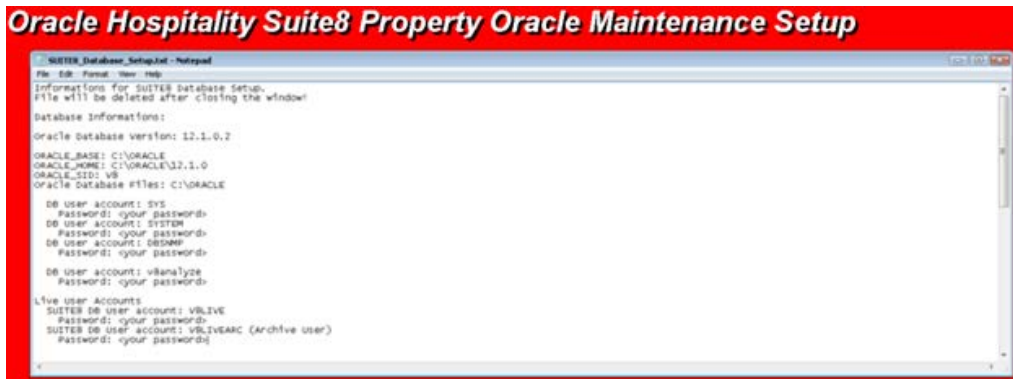 Oracle Hospitality Suite8 Property Oracle Maintenance Setup
SUITE8_Database_Setup.txt - Notepad
File Edit Format View Help
Informations for SUITE8 Database Setup.
File will be deleted after closing the window!
Database Informations:
Oracle Database Version: 12.1.0.2
ORACLE_BASE: C:\ORACLE
ORACLE_HOME: C:\ORACLE\12.1.0
ORACLE_SID: V8
Oracle Database Files: C:\ORACLE
DB User account: SYS
Password: <your password>
DB User account: SYSTEM
Password: <your password>
DB User account: DBSNMP
Password: <your password>
DB User account: v8analyze
Password: <your password>
Live User Accounts
SUITE8 DB User account: V8LIVE
Password: <your password>
SUITE8 DB User account: V8LIVEARC (Archive User)
Password: <your password>